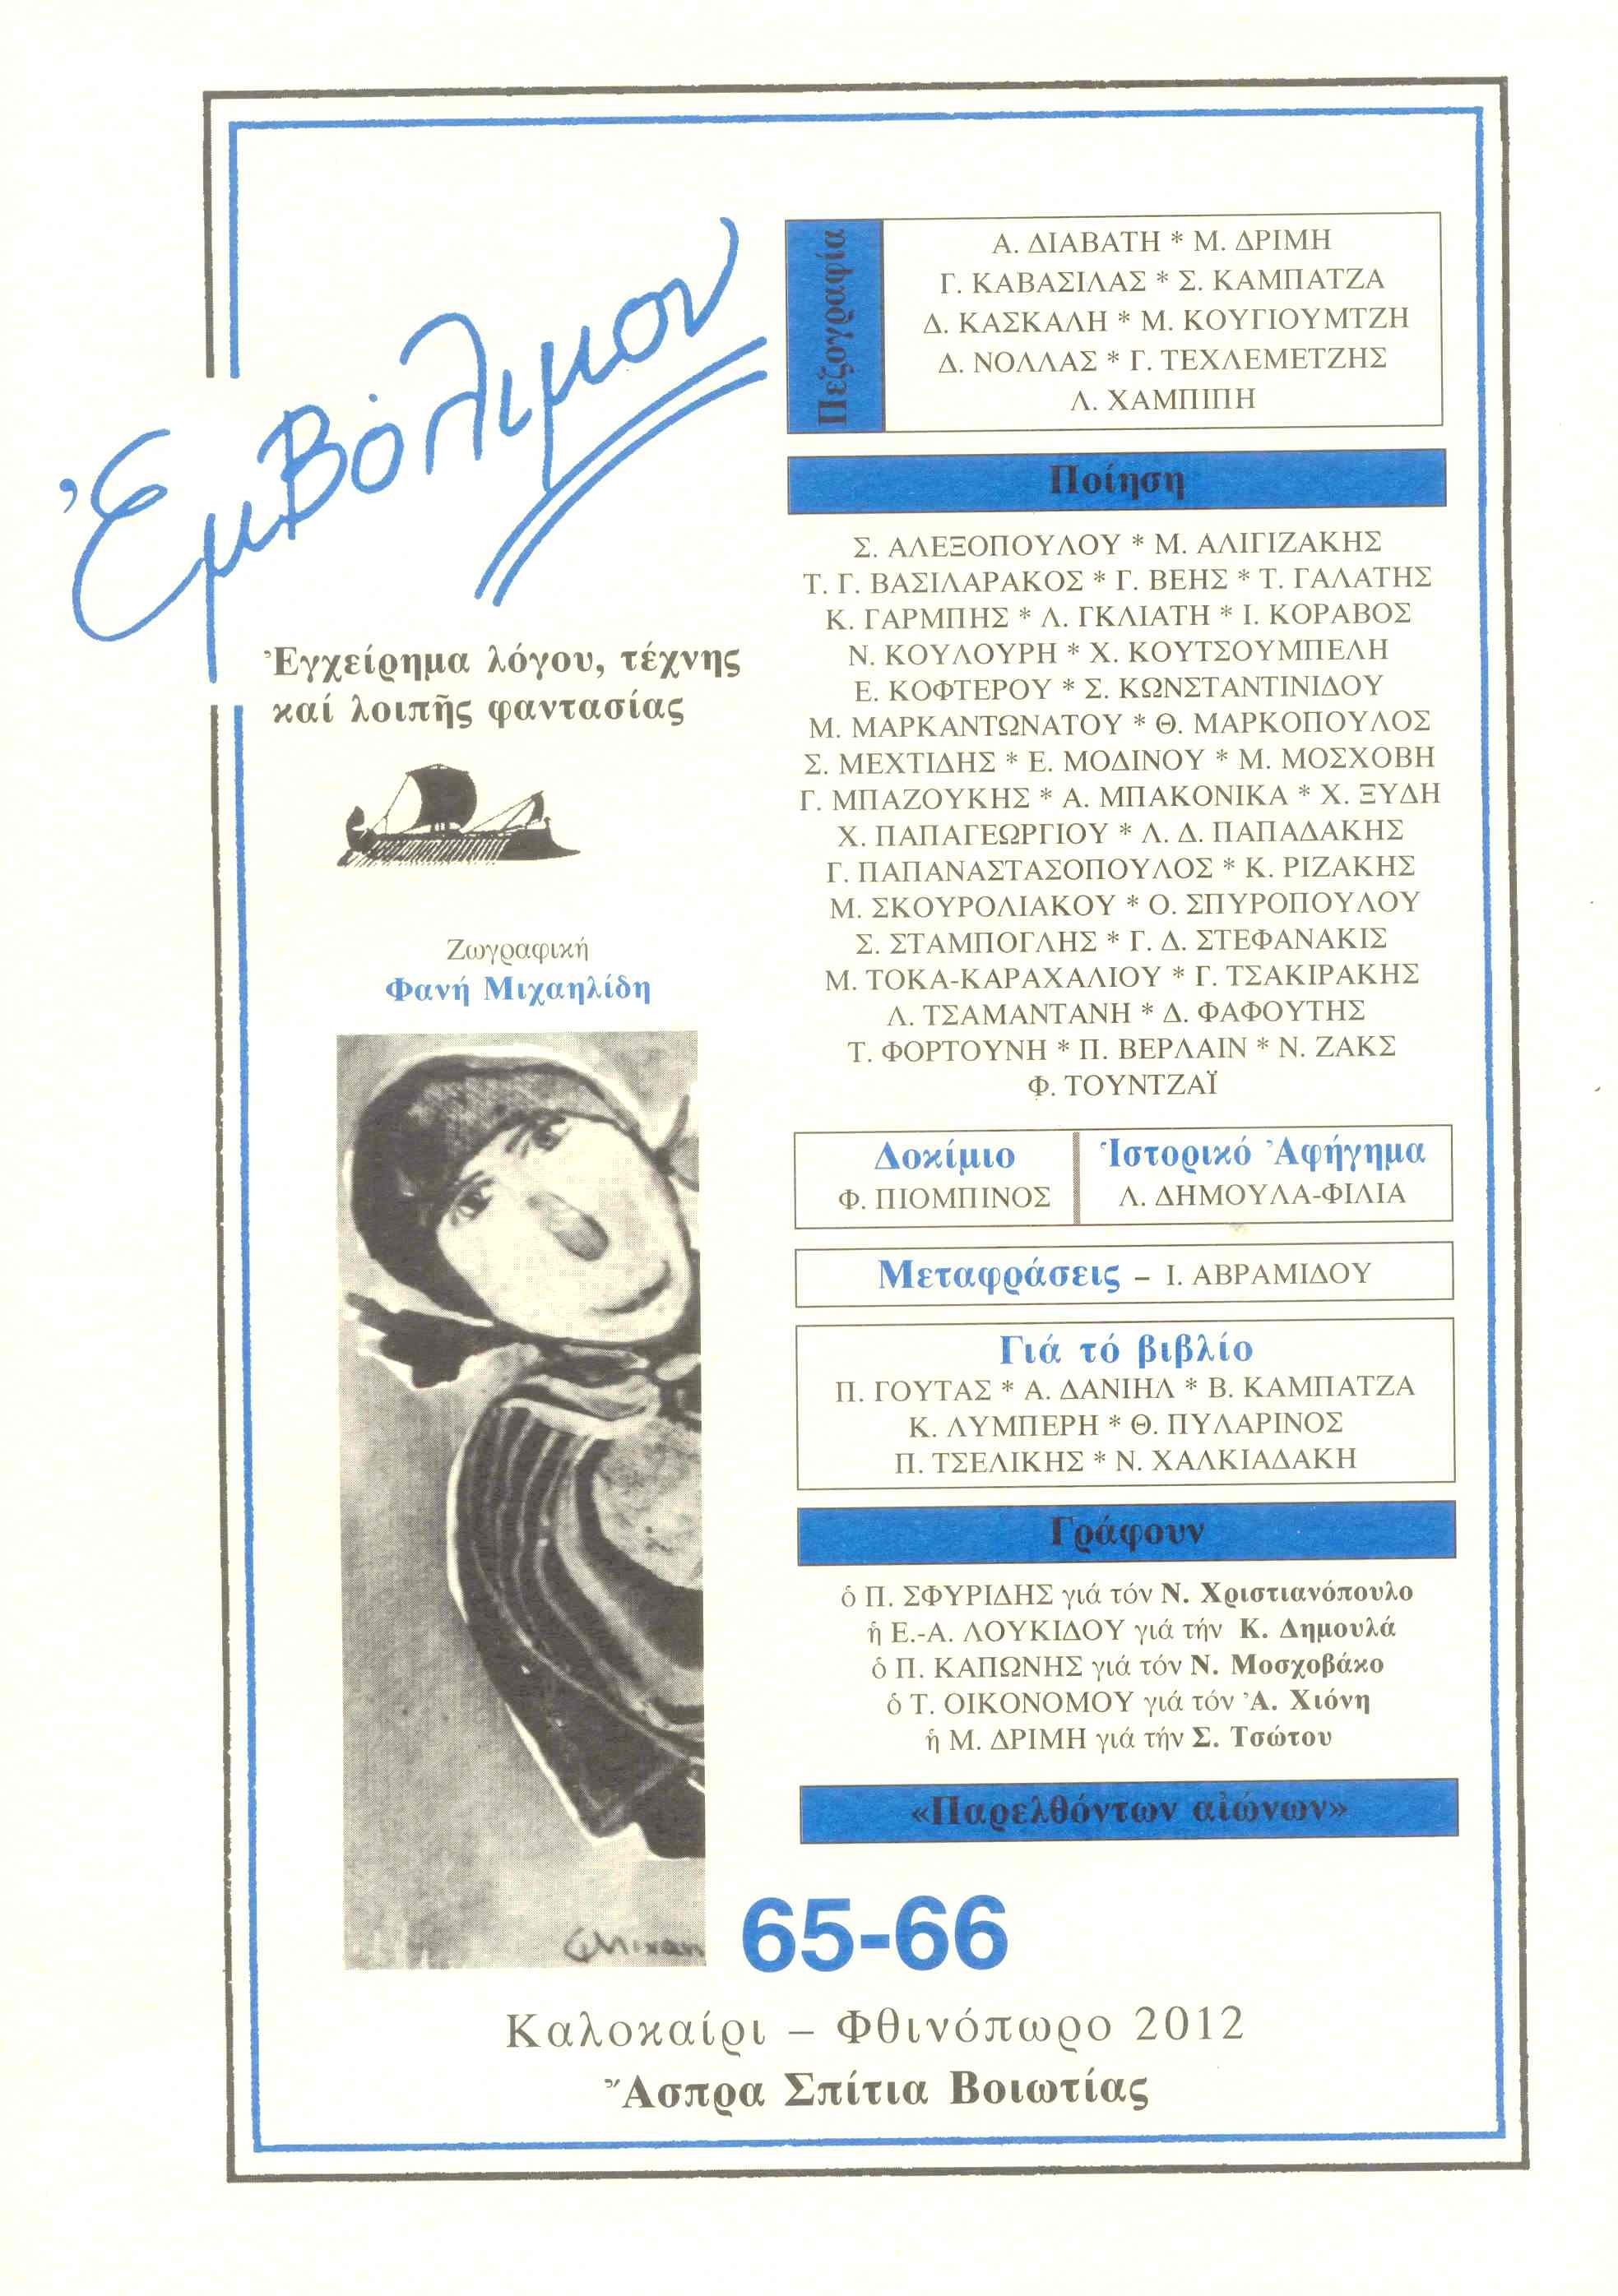 Ἐμβόλιμον
Ἐγχείρημα λόγου, τέχνης
καί λοιπῆς φαντασίας
Ζωγραφική
Φανή Μιχαηλίδη
Πεζογραφία
Α. ΔΙΑΒΑΤΗ * Μ. ΔΡΙΜΗ
Γ. ΚΑΒΑΣΙΛΑΣ * Σ. ΚΑΜΠΑΤΖΑ
Δ. ΚΑΣΚΑΛΗ * Μ. ΚΟΥΓΙΟΥΜΤΖΗ
Δ. ΝΟΛΛΑΣ * Γ. ΤΕΧΛΕΜΕΤΖΗΣ
Λ. ΧΑΜΠΙΠΗ
Ποίηση
Σ. ΑΛΕΞΟΠΟΥΛΟΥ * Μ. ΑΛΙΓΙΖΑΚΗΣ
Τ. Γ. ΒΑΣΙΛΑΡΑΚΟΣ * Γ. ΒΕΗΣ * Τ. ΓΑΛΑΤΗΣ
Κ. ΓΑΡΜΠΗΣ * Λ. ΓΚΛΙΑΤΗ * Ι. ΚΟΡΑΒΟΣ
Ν. ΚΟΥΛΟΥΡΗ * Χ. ΚΟΥΤΣΟΥΜΠΕΛΗ
Ε. ΚΟΦΤΕΡΟΥ * Σ. ΚΩΝΣΤΑΝΤΙΝΙΔΟΥ
Μ. ΜΑΡΚΑΝΤΩΝΑΤΟΥ * Θ. ΜΑΡΚΟΠΟΥΛΟΣ
Σ. ΜΕΧΤΙΔΗΣ * Ε. ΜΟΔΙΝΟΥ * Μ. ΜΟΣΧΟΒΗ
Γ. ΜΠΑΖΟΥΚΗΣ * Α. ΜΠΑΚΟΝΙΚΑ * Χ. ΞΥΔΗ
Χ. ΠΑΠΑΓΕΩΡΓΙΟΥ * Λ. Δ. ΠΑΠΑΔΑΚΗΣ
Γ. ΠΑΠΑΝΑΣΤΑΣΟΠΟΥΛΟΣ * Κ. ΡΙΖΑΚΗΣ
Μ. ΣΚΟΥΡΟΛΙΑΚΟΥ * Ο. ΣΠΥΡΟΠΟΥΛΟΥ
Σ. ΣΤΑΜΠΟΓΛΗΣ * Γ. Δ. ΣΤΕΦΑΝΑΚΙΣ
Μ. ΤΟΚΑ-ΚΑΡΑΧΑΛΙΟΥ * Γ. ΤΣΑΚΙΡΑΚΗΣ
Λ. ΤΣΑΜΑΝΤΑΝΗ * Δ. ΦΑΦΟΥΤΗΣ
Τ. ΦΟΡΤΟΥΝΗ * Π. ΒΕΡΛΑΙΝ * Ν. ΖΑΚΣ
Φ. ΤΟΥΝΤΖΑΪ
Δοκίμιο
Φ. ΠΙΟΜΠΙΝΟΣ
Ἱστορικό Ἀφήγημα
Λ. ΔΗΜΟΥΛΑ-ΦΙΛΙΑ
Μεταφράσεις – Ι. ΑΒΡΑΜΙΔΟΥ
Γιά τό βιβλίο
Π. ΓΟΥΤΑΣ * Α. ΔΑΝΙΗΛ * Β. ΚΑΜΠΑΤΖΑ
Κ. ΛΥΜΠΕΡΗ * Θ. ΠΥΛΑΡΙΝΟΣ
Π. ΤΣΕΛΙΚΗΣ * Ν. ΧΑΛΚΙΑΔΑΚΗ
Γράφουν
ὁ Π. ΣΦΥΡΙΔΗΣ γιά τόν Ν. Χριστιανόπουλο
ἡ Ε.-Α. ΛΟΥΚΙΔΟΥ γιά τήν Κ. Δημουλά
ὁ Π. ΚΑΠΩΝΗΣ γιά τόν Ν. Μοσχοβάκο
ὁ Τ. ΟΙΚΟΝΟΜΟΥ γιά τόν Ἀ. Χιόνη
ἡ Μ. ΔΡΙΜΗ γιά τήν Σ. Τσώτου
«Παρελθόντων αἰώνων»
65-66
Καλοκαίρι – Φθινόπωρο 2012
Ἄσπρα Σπίτια Βοιωτίας